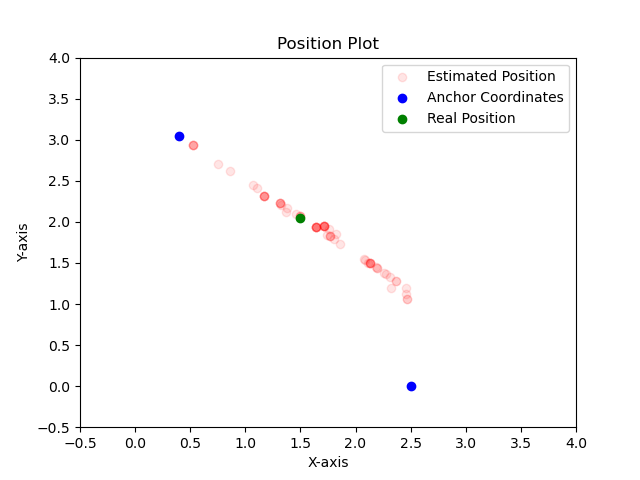 Position Plot
Estimated Position
Anchor Coordinates
Real Position
4.0
3.5
3.0
2.5
2.0
1.5
1.0
0.5
0.0
−0.5
Y-axis
−0.5 0.0 0.5 1.0 1.5 2.0 2.5 3.0 3.5 4.0
X-axis